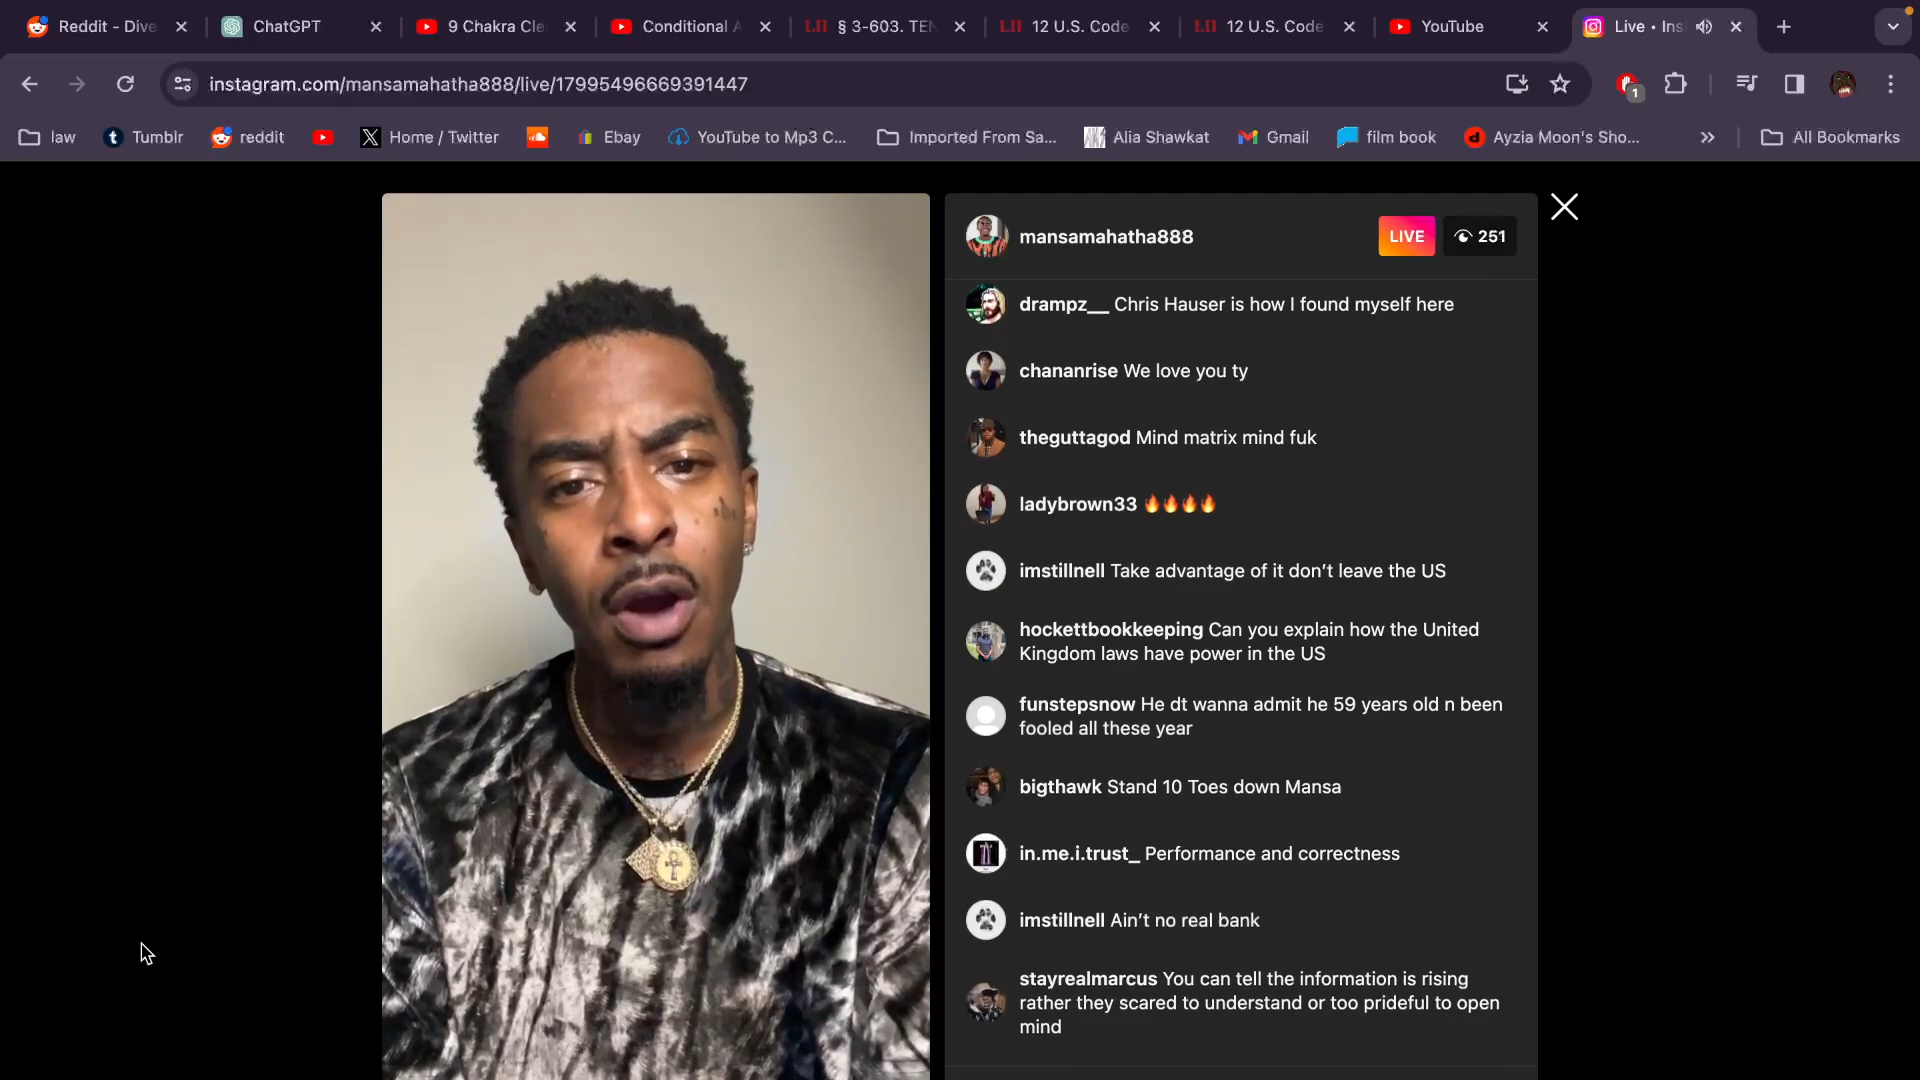 Reddit - Dive
ChatGPT
9 Chakra Cle
Conditional A
LII § 3-603. TEN
LII 12 U.S. Code
LII 12 U.S. Code
YouTube
Live • Ins
instagram.com/mansamahatha888/live/17995496669391447
1
law
Tumblr
reddit
Home / Twitter
Ebay
YouTube to Mp3 C...
Imported From Sa...
Alia Shawkat
Gmail
film book
Ayzia Moon's Sho...
All Bookmarks
mansamahatha888
LIVE
251
drampz__ Chris Hauser is how I found myself here
chananrise We love you ty
theguttagod Mind matrix mind fuk
ladybrown33 🔥🔥🔥🔥
imstillnell Take advantage of it don’t leave the US
hockettbookkeeping Can you explain how the United
Kingdom laws have power in the US
funstepsnow He dt wanna admit he 59 years old n been
fooled all these year
bigthawk Stand 10 Toes down Mansa
in.me.i.trust_ Performance and correctness
imstillnell Ain’t no real bank
stayrealmarcus You can tell the information is rising
rather they scared to understand or too prideful to open
mind